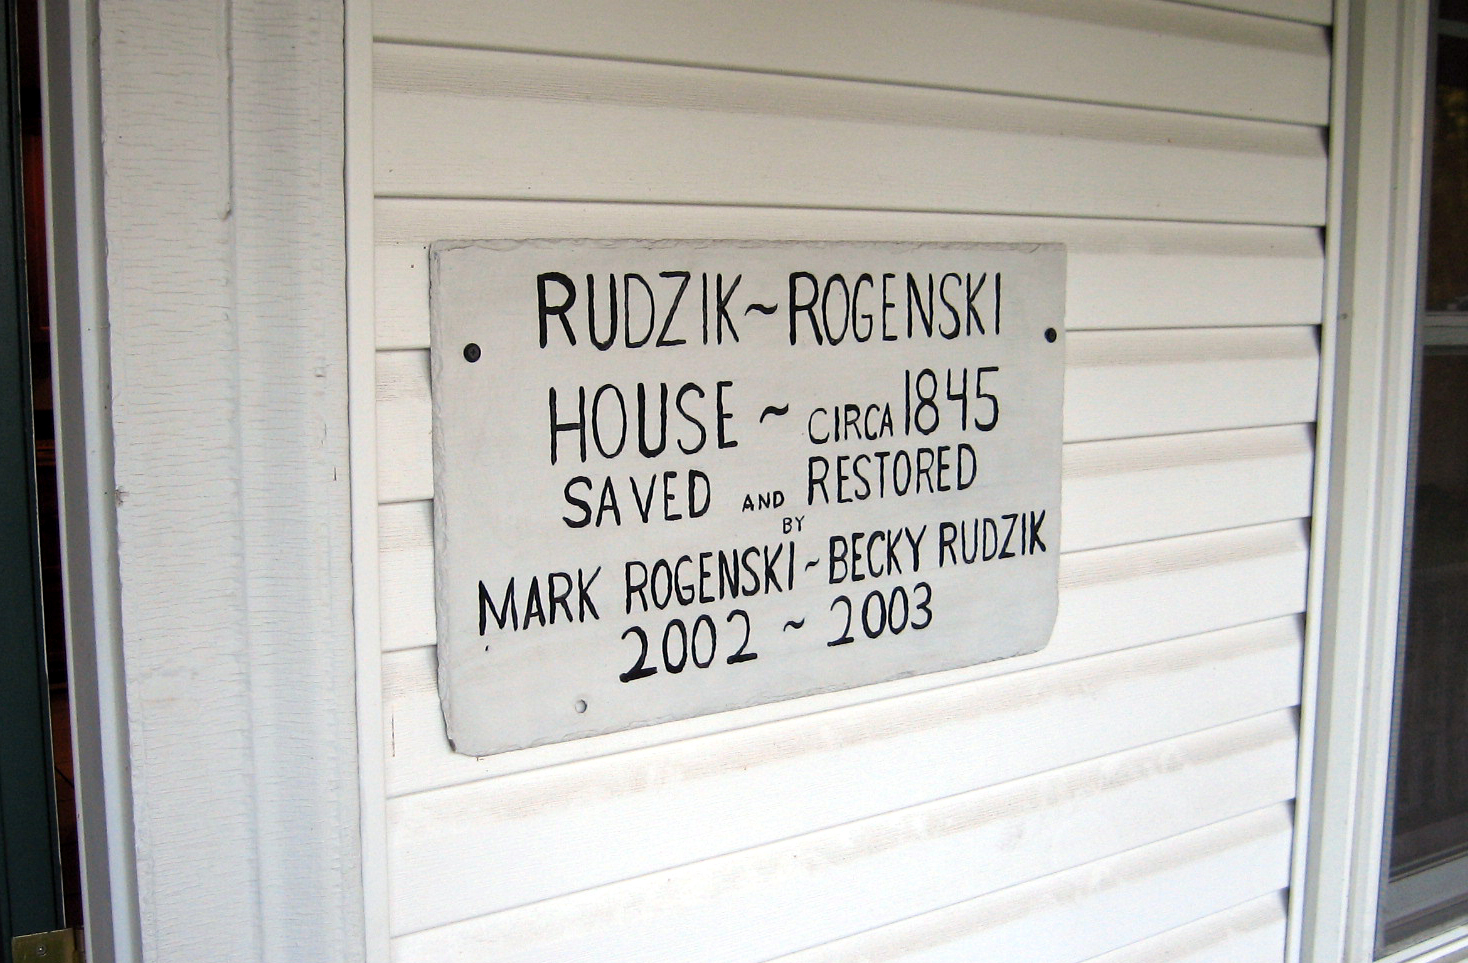 RUDZIK~ROGENSKI
HOUSE ~ CIRCA 1845
SAVED AND RESTORED
BY
MARK ROGENSKI~BECKY RUDZIK
2002 ~ 2003